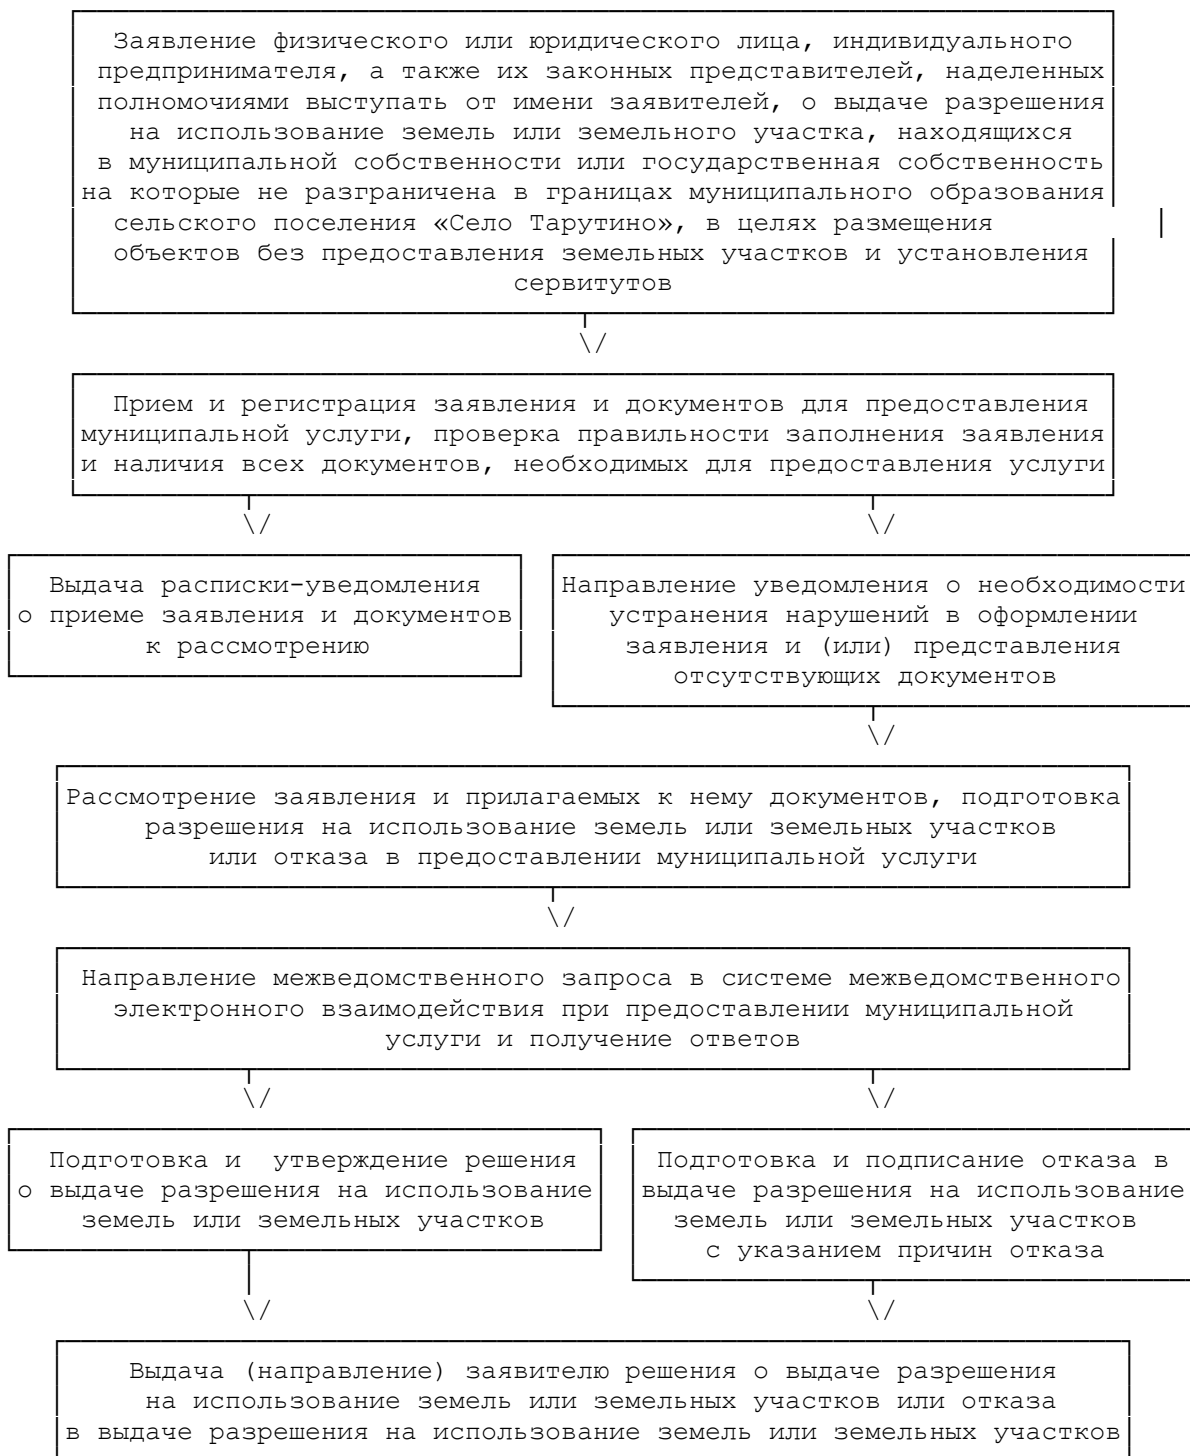 Заявление физического или юридического лица, индивидуального
предпринимателя, а также их законных представителей, наделенных
полномочиями выступать от имени заявителей, о выдаче разрешения
на использование земель или земельного участка, находящихся
в муниципальной собственности или государственная собственность
на которые не разграничена в границах муниципального образования
сельского поселения «Село Тарутино», в целях размещения
объектов без предоставления земельных участков и установления
сервитутов
Прием и регистрация заявления и документов для предоставления
муниципальной услуги, проверка правильности заполнения заявления
и наличия всех документов, необходимых для предоставления услуги
Выдача расписки-уведомления
о приеме заявления и документов
к рассмотрению
Направление уведомления о необходимости
устранения нарушений в оформлении
заявления и (или) представления
отсутствующих документов
Рассмотрение заявления и прилагаемых к нему документов, подготовка
разрешения на использование земель или земельных участков
или отказа в предоставлении муниципальной услуги
Направление межведомственного запроса в системе межведомственного
электронного взаимодействия при предоставлении муниципальной
услуги и получение ответов
Подготовка и утверждение решения
о выдаче разрешения на использование
земель или земельных участков
Подготовка и подписание отказа в
выдаче разрешения на использование
земель или земельных участков
с указанием причин отказа
Выдача (направление) заявителю решения о выдаче разрешения
на использование земель или земельных участков или отказа
в выдаче разрешения на использование земель или земельных участков